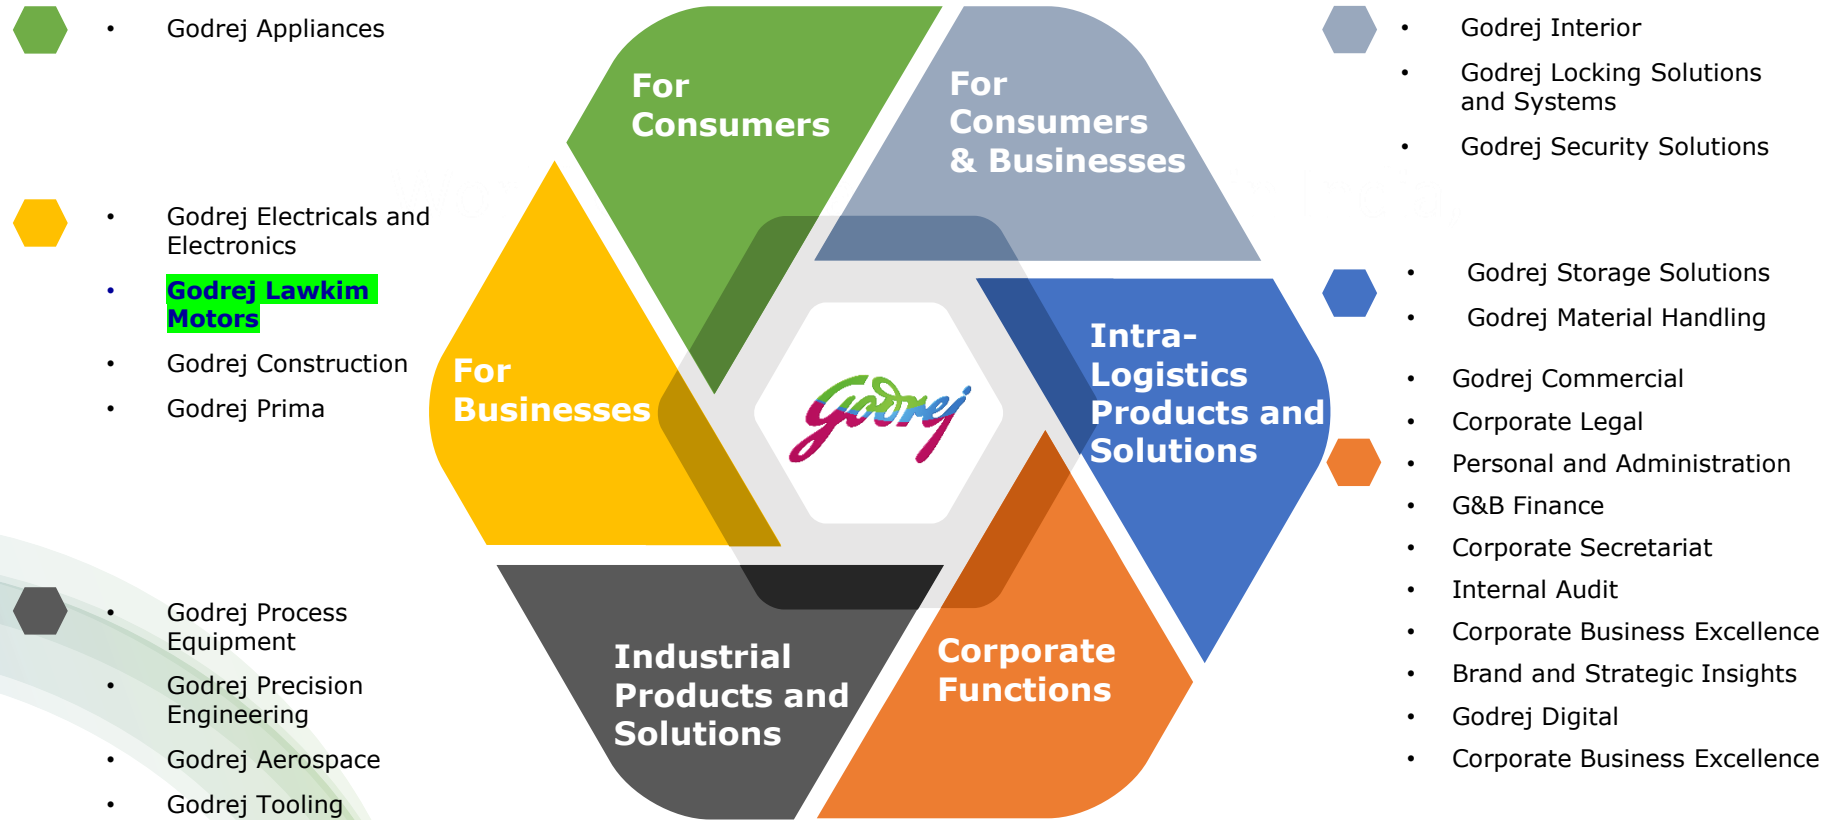 • Godrej Appliances
• Godrej Electricals and
Electronics
• Godrej Lawkim
Motors
• Godrej Construction
• Godrej Prima
• Godrej Process
Equipment
• Godrej Precision
Engineering
• Godrej Aerospace
• Godrej Tooling
For
Consumers
For
Consumers
& Businesses
For
Businesses
Godrej
Intra-
Logistics
Products and
Solutions
Industrial
Products and
Solutions
Corporate
Functions
• Godrej Interior
• Godrej Locking Solutions
and Systems
• Godrej Security Solutions
• Godrej Storage Solutions
• Godrej Material Handling
• Godrej Commercial
• Corporate Legal
• Personal and Administration
• G&B Finance
• Corporate Secretariat
• Internal Audit
• Corporate Business Excellence
• Brand and Strategic Insights
• Godrej Digital
• Corporate Business Excellence